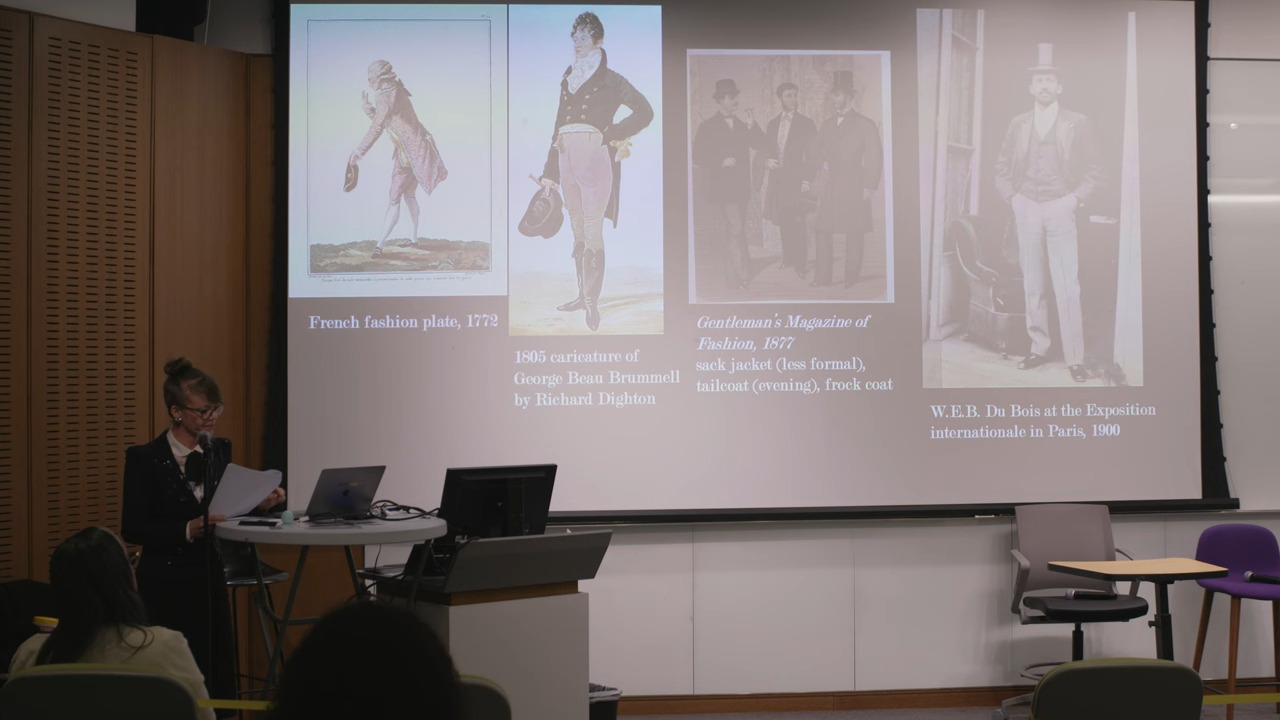 French fashion plate, 1772
1805 caricature of
George Beau Brummell
by Richard Dighton
Gentleman's Magazine of
Fashion, 1877
sack jacket (less formal),
tailcoat (evening), frock coat
W.E.B. Du Bois at the Exposition
internationale in Paris, 1900